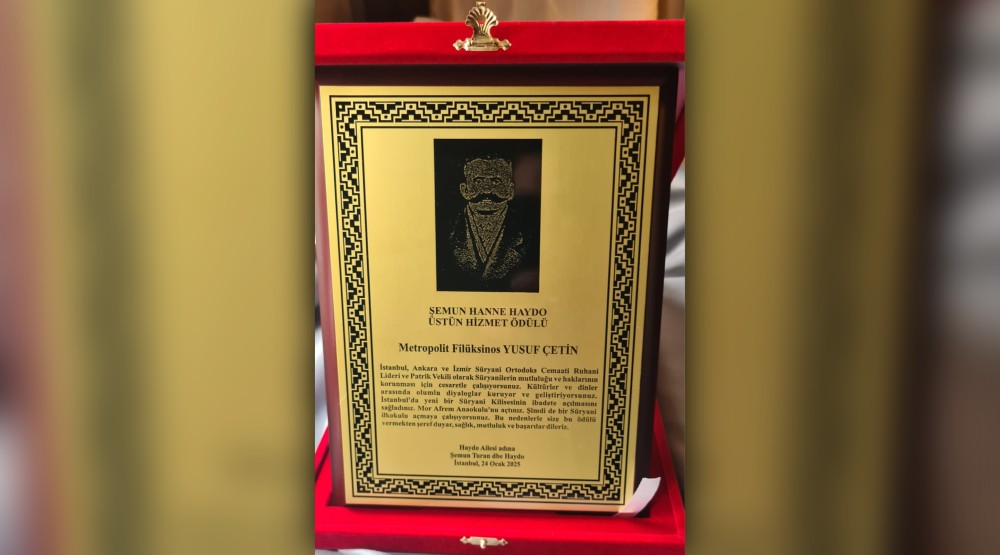 ŞEMUN HANNE HAYDO
ÜSTÜN HİZMET ÖDÜLÜ
Metropolit Filüksinos YUSUF ÇETİN
İstanbul, Ankara ve İzmir Süryani Ortodoks Cemaati Ruhani
Lideri ve Patrik Vekili olarak Süryanilerin mutluluğu ve haklarının
korunması için cesaretle çalışıyorsunuz. Kültürler ve dinler
arasında olumlu diyaloglar kuruyor ve geliştiriyorsunuz.
İstanbul'da yeni bir Süryani Kilisesinin ibadete açılmasını
sağladınız. Mor Afrem Anaokulu'nu açtınız. Şimdi de bir Süryani
ilkokulu açmaya çalışıyorsunuz. Bu nedenlerle size bu ödülü
vermekten şeref duyar, sağlık, mutluluk ve başarılar dileriz.
Haydo Ailesi adına
Şemun Turan dbe Haydo
İstanbul, 24 Ocak 2025